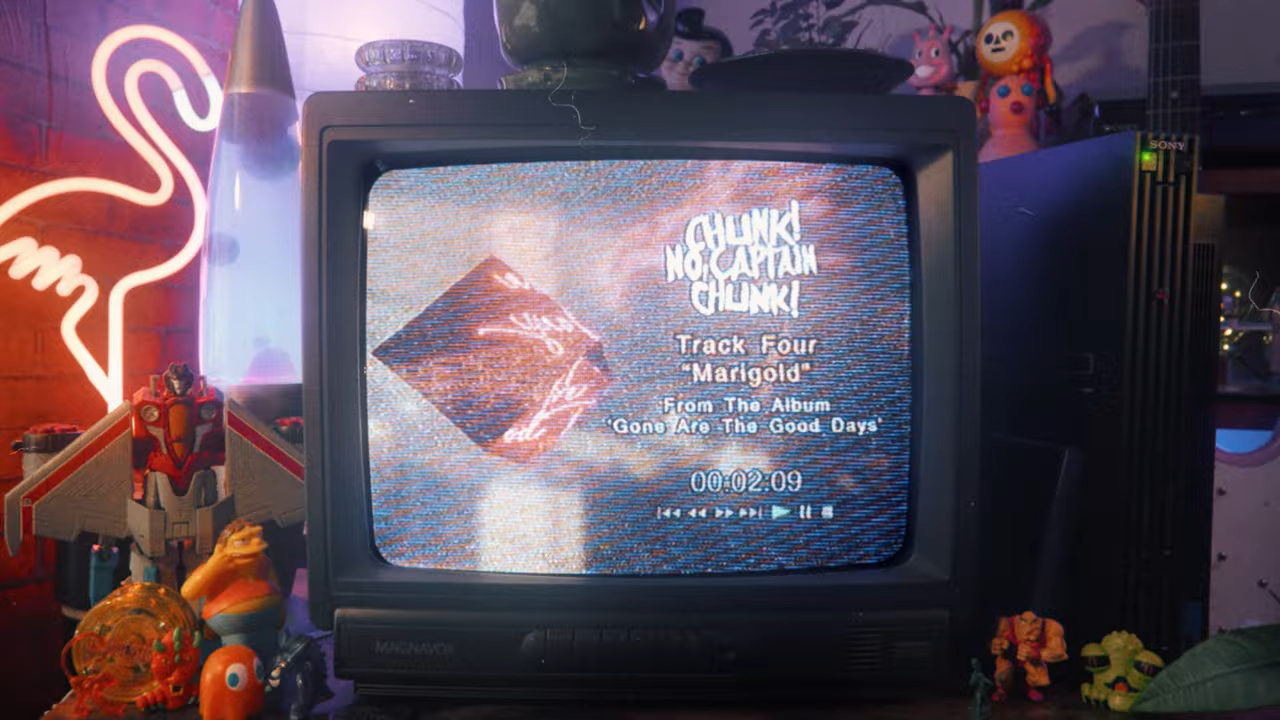 SONY
CHUNK!
NO, CAPTAIN
CHUNK!
Track Four
"Marigold"
From The Album
'Gone Are The Good Days'
00:02:09
MAGNAVOX